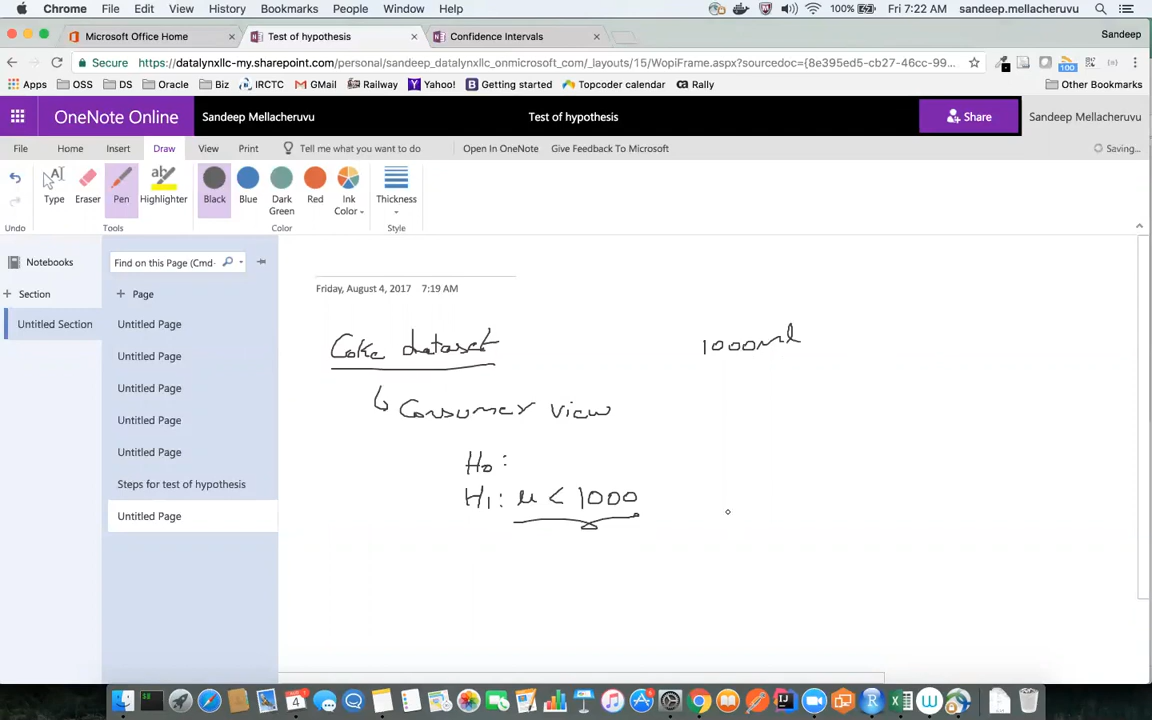 Chrome File Edit View History Bookmarks People Window Help 100% Fri 7:22 AM sandeep.mellacheruvu
Microsoft Office Home Test of hypothesis Confidence Intervals Sandeep
Secure https://datalynxllc-my.sharepoint.com/personal/sandeep_datalynxllc_onmicrosoft_com/_layouts/15/WopiFrame.aspx?sourcedoc={8e395ed5-cb27-46cc-99... 100
Apps OSS DS Oracle Biz IRCTC GMail Railway Yahoo! Getting started Topcoder calendar Rally Other Bookmarks
OneNote Online Sandeep Mellacheruvu Test of hypothesis Share Sandeep Mellacheruvu
File Home Insert Draw View Print Tell me what you want to do Open In OneNote Give Feedback To Microsoft Saving...
Undo Type Eraser Pen Highlighter Black Blue Dark Green Red Ink Color Thickness
Undo Tools Color Style
Notebooks Find on this Page (Cmd
Section Page
Friday, August 4, 2017 7:19 AM
Untitled Section Untitled Page
Untitled Page
Untitled Page
Untitled Page
Untitled Page
Steps for test of hypothesis
Untitled Page
Coke dataset 1000ml
Consumer view
H0:
H1: μ < 1000